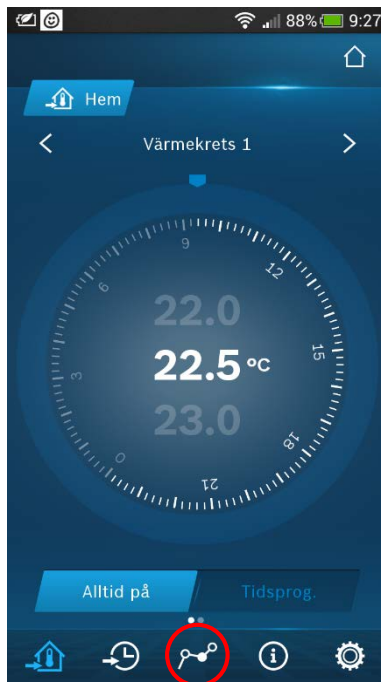 88% 9:27
Hem
Värmekrets 1
9
12
6
22.0
22.5 °C
15
3
23.0
0
18
21
Alltid på
Tidsprog.